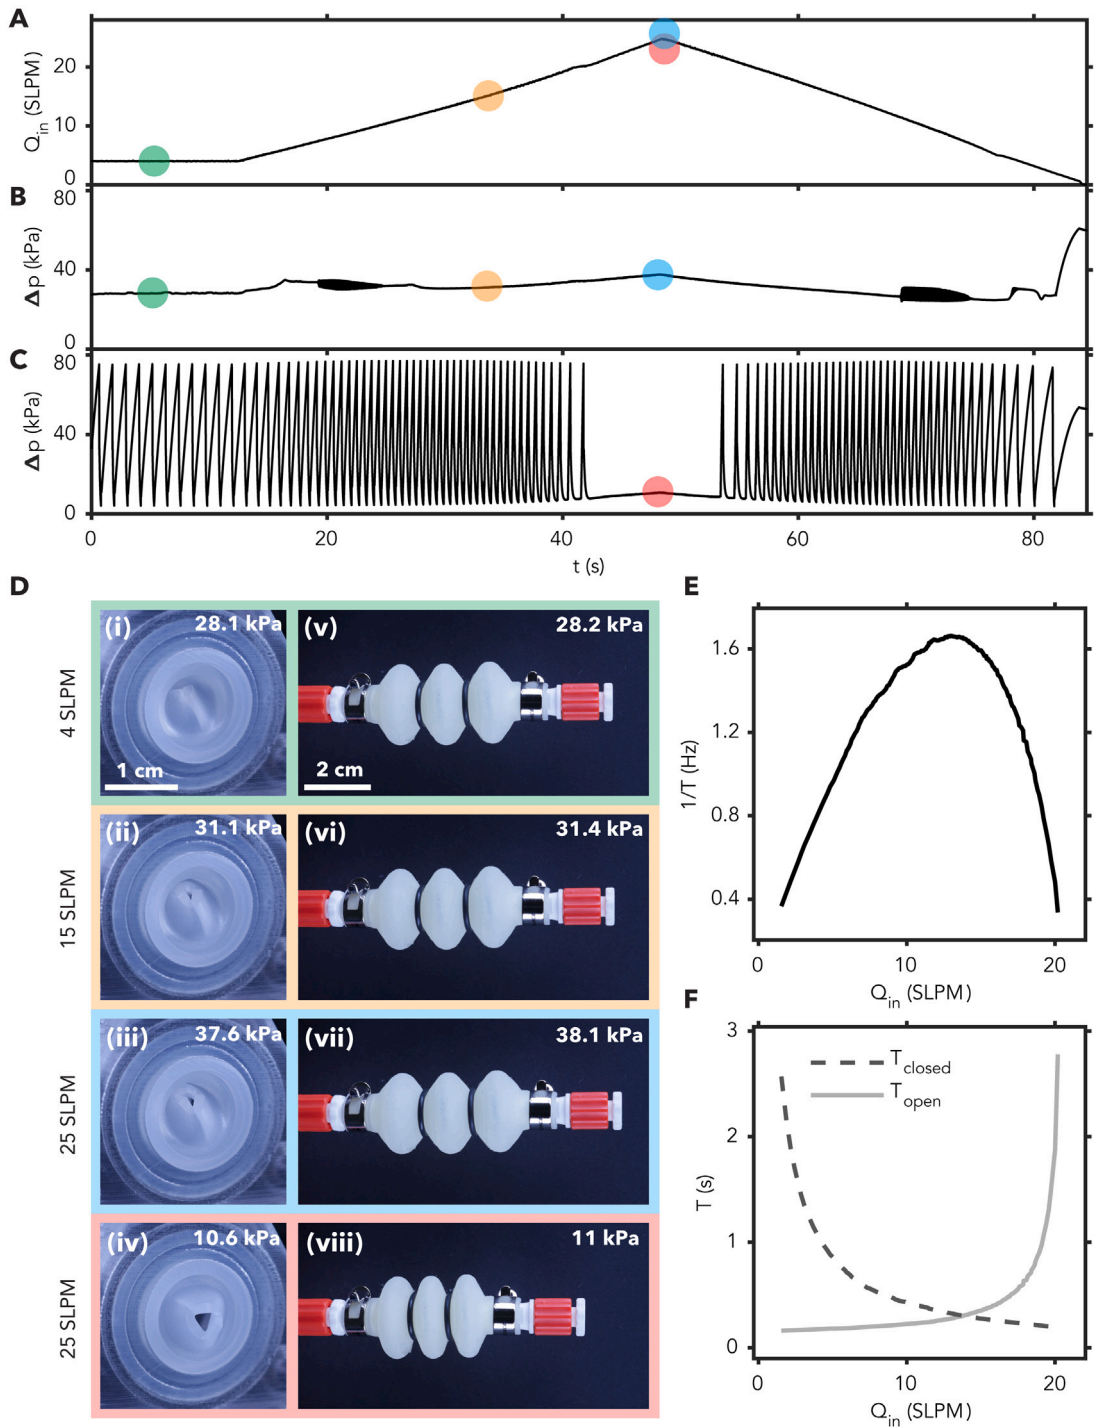 A
Q_in (SLPM)
20
10
0
B
Δp (kPa)
80
40
0
C
Δp (kPa)
80
40
0
0 20 40 60 80
t (s)
D
4 SLPM
(i) 28.1 kPa
1 cm
(v) 28.2 kPa
2 cm
15 SLPM
(ii) 31.1 kPa
(vi) 31.4 kPa
25 SLPM
(iii) 37.6 kPa
(vii) 38.1 kPa
25 SLPM
(iv) 10.6 kPa
(viii) 11 kPa
E
1/T (Hz)
1.6
1.2
0.8
0.4
0 10 20
Q_in (SLPM)
F
T (s)
3
2
1
0
T_closed
T_open
0 10 20
Q_in (SLPM)